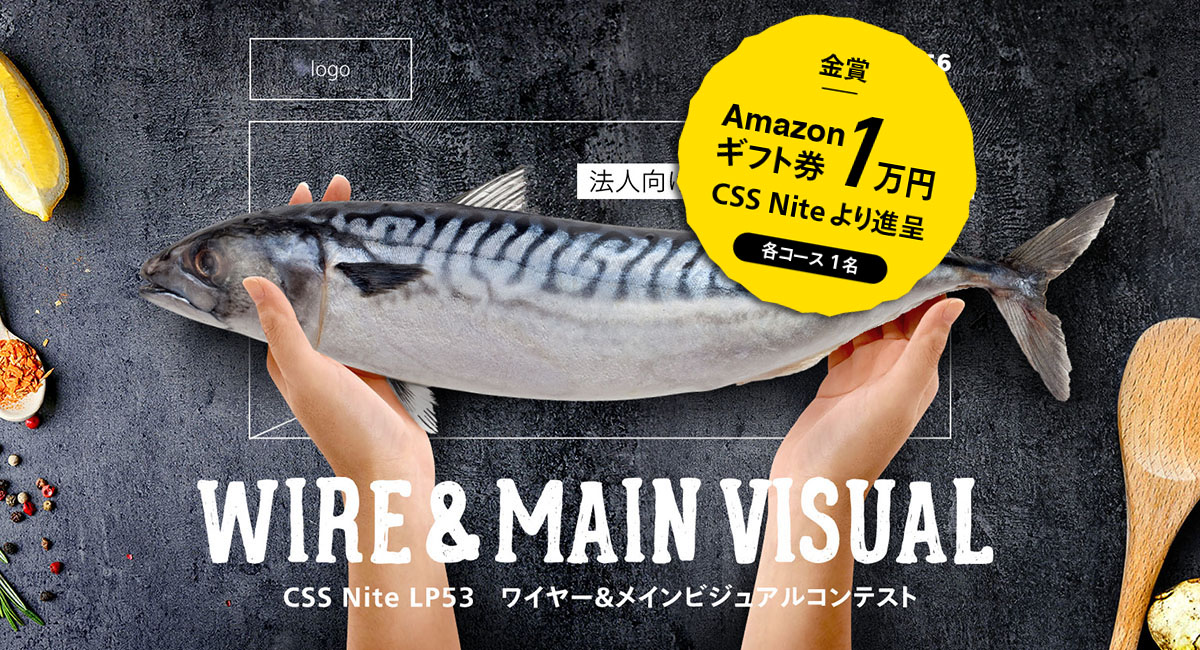 logo
金賞
Amazon
ギフト券
1万円
CSS Nite より進呈
各コース 1 名
法人向け
WIRE & MAIN VISUAL
CSS Nite LP53 ワイヤー&メインビジュアルコンテスト